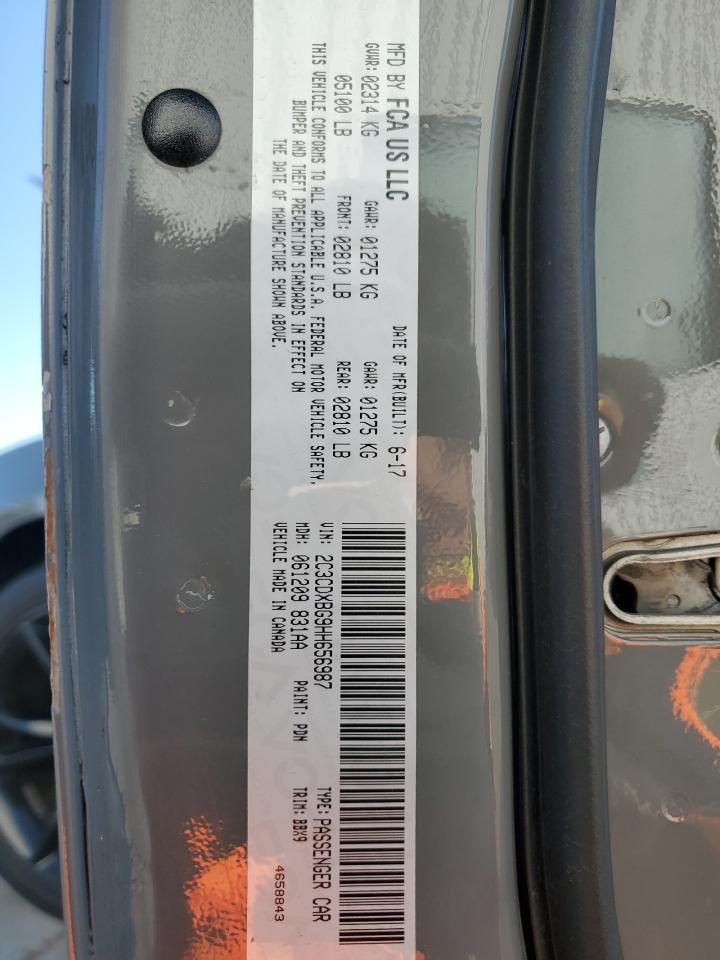 MFD BY FCA US LLC
DATE OF MFR(BUILT): 6-17
GVWR: 02314 KG GAWR: 01275 KG GAWR: 01275 KG
05100 LB FRONT: 02810 LB REAR: 02810 LB
THIS VEHICLE CONFORMS TO ALL APPLICABLE U.S.A. FEDERAL MOTOR VEHICLE SAFETY,
BUMPER AND THEFT PREVENTION STANDARDS IN EFFECT ON
THE DATE OF MANUFACTURE SHOWN ABOVE.
VIN: 2C3CDXBG9HH656987 TYPE: PASSENGER CAR
MDH: 061209 831AA PAINT: PDN TRIM: BBX9
VEHICLE MADE IN CANADA
4658843